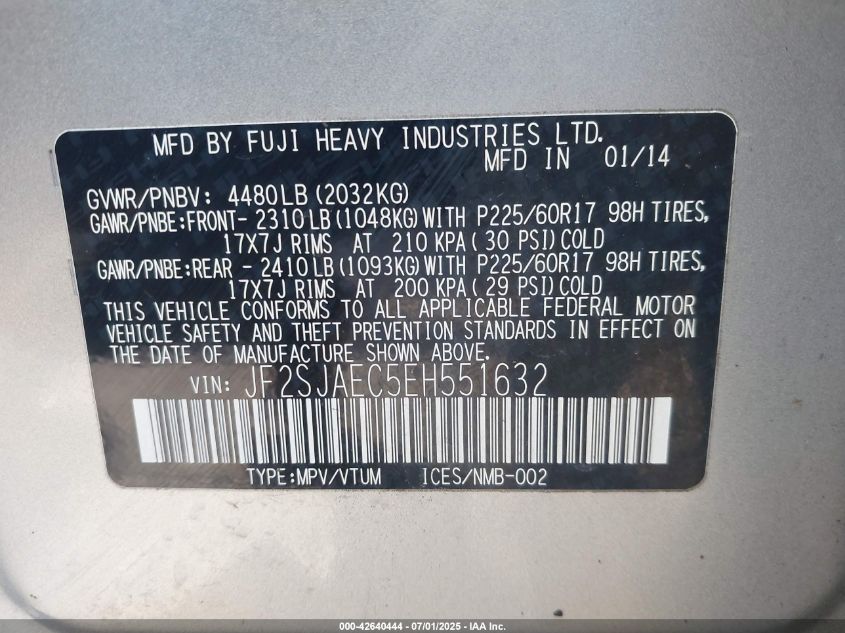 MFD BY FUJI HEAVY INDUSTRIES LTD.
MFD IN 01/14
GVWR/PNBV: 4480LB(2032KG)
GAWR/PNBE:FRONT- 2310LB(1048KG)WITH P225/60R17 98H TIRES,
17X7J RIMS AT 210 KPA( 30 PSI)COLD
GAWR/PNBE:REAR - 2410LB(1093KG)WITH P225/60R17 98H TIRES,
17X7J RIMS AT 200 KPA( 29 PSI)COLD
THIS VEHICLE CONFORMS TO ALL APPLICABLE FEDERAL MOTOR
VEHICLE SAFETY AND THEFT PREVENTION STANDARDS IN EFFECT ON
THE DATE OF MANUFACTURE SHOWN ABOVE.
VIN: JF2SJAEC5EH551632
TYPE:MPV/VTUM ICES/NMB-002
000-42640444 - 07/01/2025 - IAA Inc.